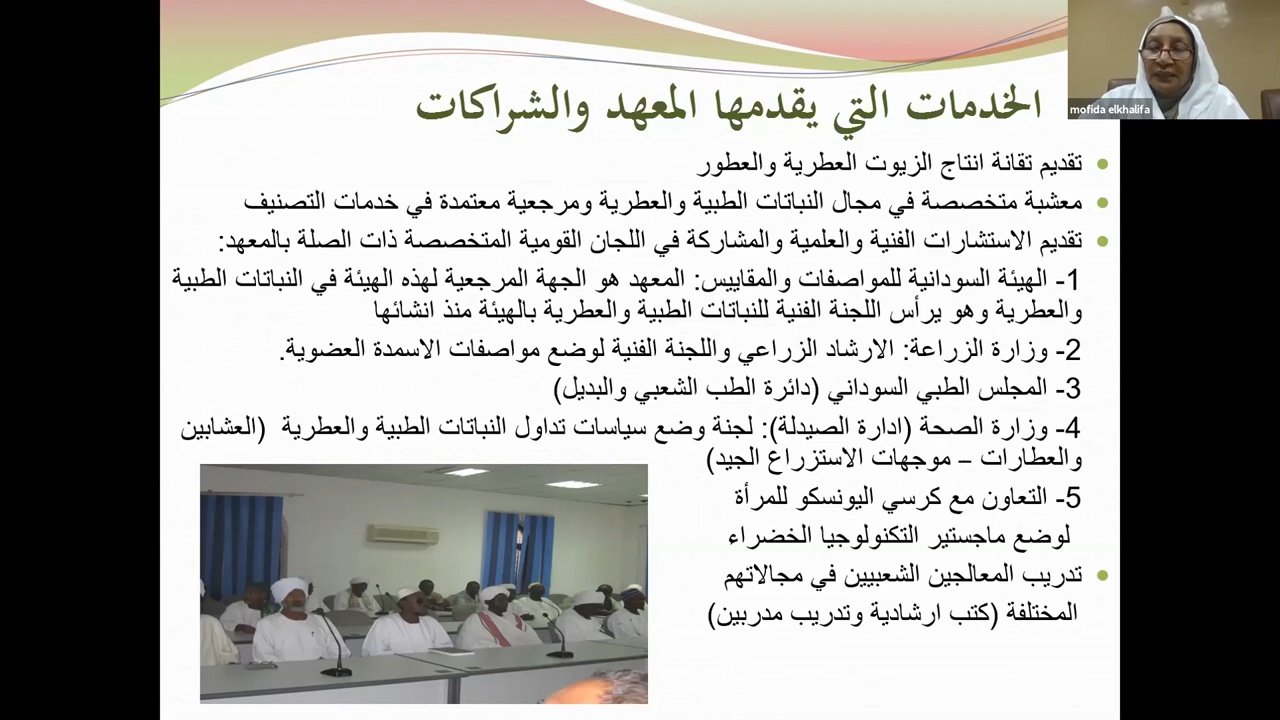 الخدمات التي يقدمها المعهد والشراكات
mofida elkhalifa
• تقديم تقانة انتاج الزيوت العطرية والعطور
• معشبة متخصصة في مجال النباتات الطبية والعطرية ومرجعية معتمدة في خدمات التصنيف
• تقديم الاستشارات الفنية والعلمية والمشاركة في اللجان القومية المتخصصة ذات الصلة بالمعهد:
1- الهيئة السودانية للمواصفات والمقاييس: المعهد هو الجهة المرجعية لهذه الهيئة في النباتات الطبية
والعطرية وهو يرأس اللجنة الفنية للنباتات الطبية والعطرية بالهيئة منذ انشائها
2- وزارة الزراعة: الارشاد الزراعي واللجنة الفنية لوضع مواصفات الاسمدة العضوية.
3- المجلس الطبي السوداني (دائرة الطب الشعبي والبديل)
4- وزارة الصحة (ادارة الصيدلة): لجنة وضع سياسات تداول النباتات الطبية والعطرية (العشابين
والعطارات – موجهات الاستزراع الجيد)
5- التعاون مع كرسي اليونسكو للمرأة
لوضع ماجستير التكنولوجيا الخضراء
• تدريب المعالجين الشعبيين في مجالاتهم
المختلفة (كتب ارشادية وتدريب مدربين)